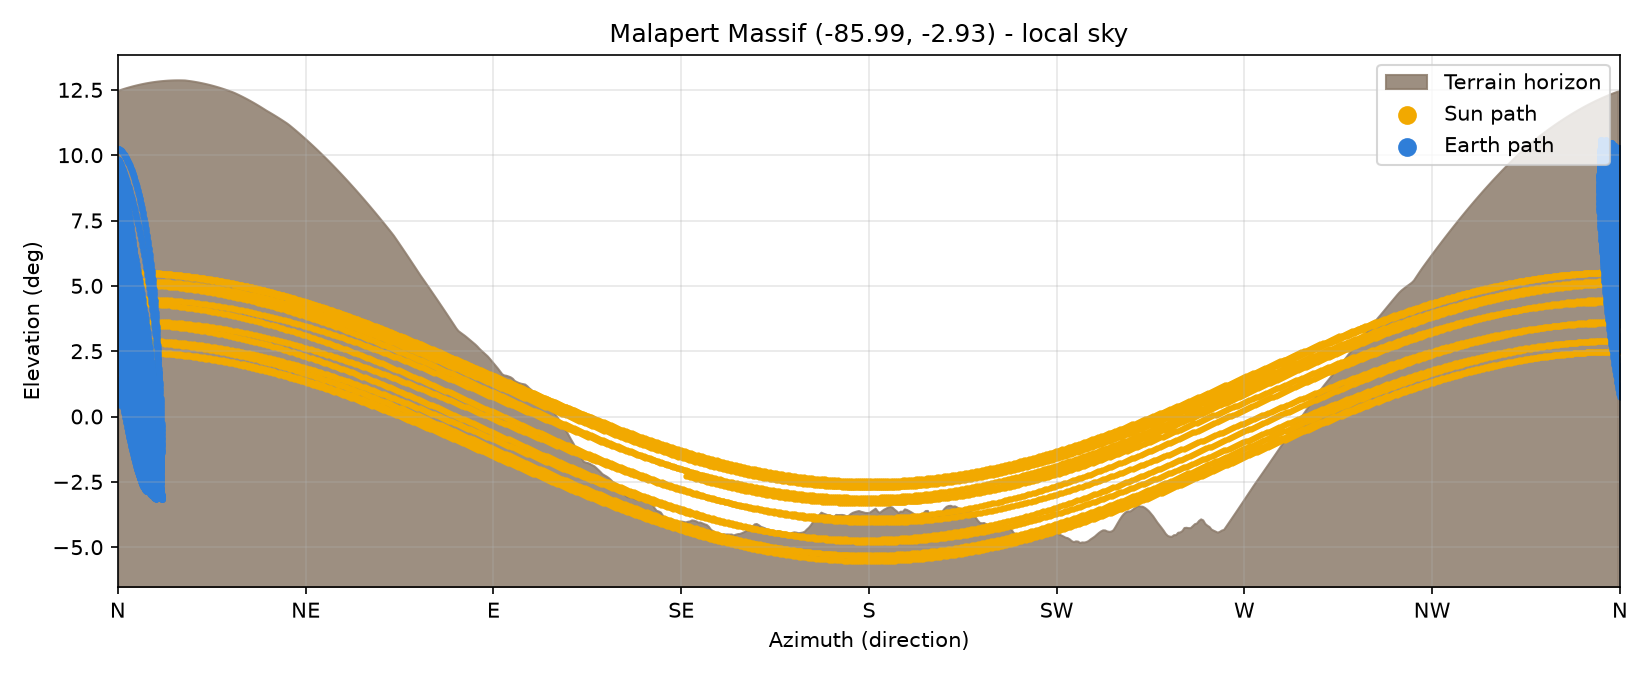 Malapert Massif (-85.99, -2.93) - local sky
Terrain horizon
Sun path
Earth path
12.5
10.0
7.5
5.0
2.5
0.0
−2.5
−5.0
Elevation (deg)
N NE E SE S SW W NW N
Azimuth (direction)